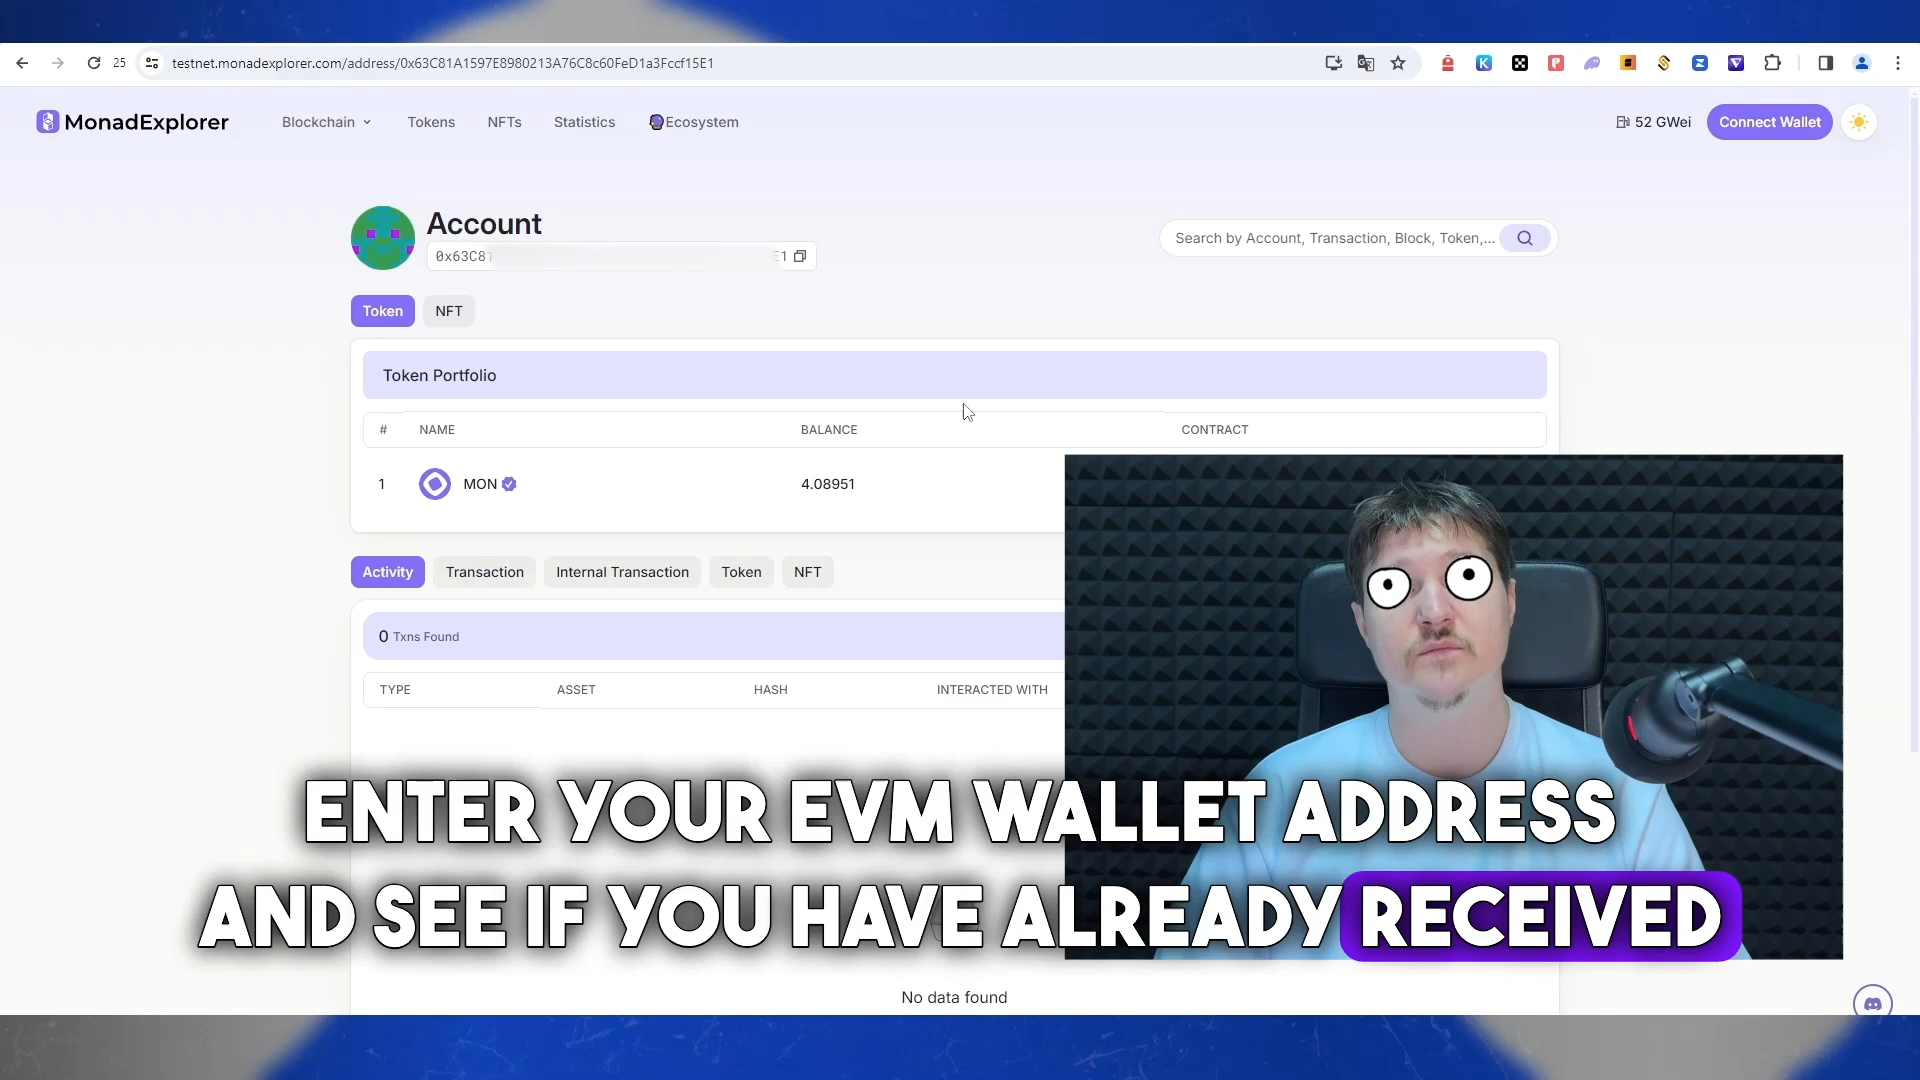 25
testnet.monadexplorer.com/address/0x63C81A1597E8980213A76C8c60FeD1a3Fccf15E1
MonadExplorer
Blockchain
Tokens
NFTs
Statistics
Ecosystem
52 GWei
Connect Wallet
Account
0x63C81
E1
Search by Account, Transaction, Block, Token,...
Token
NFT
Token Portfolio
# NAME BALANCE CONTRACT
1 MON 4.08951
Activity
Transaction
Internal Transaction
Token
NFT
0 Txns Found
TYPE ASSET HASH INTERACTED WITH
ENTER YOUR EVM WALLET ADDRESS
AND SEE IF YOU HAVE ALREADY RECEIVED
No data found